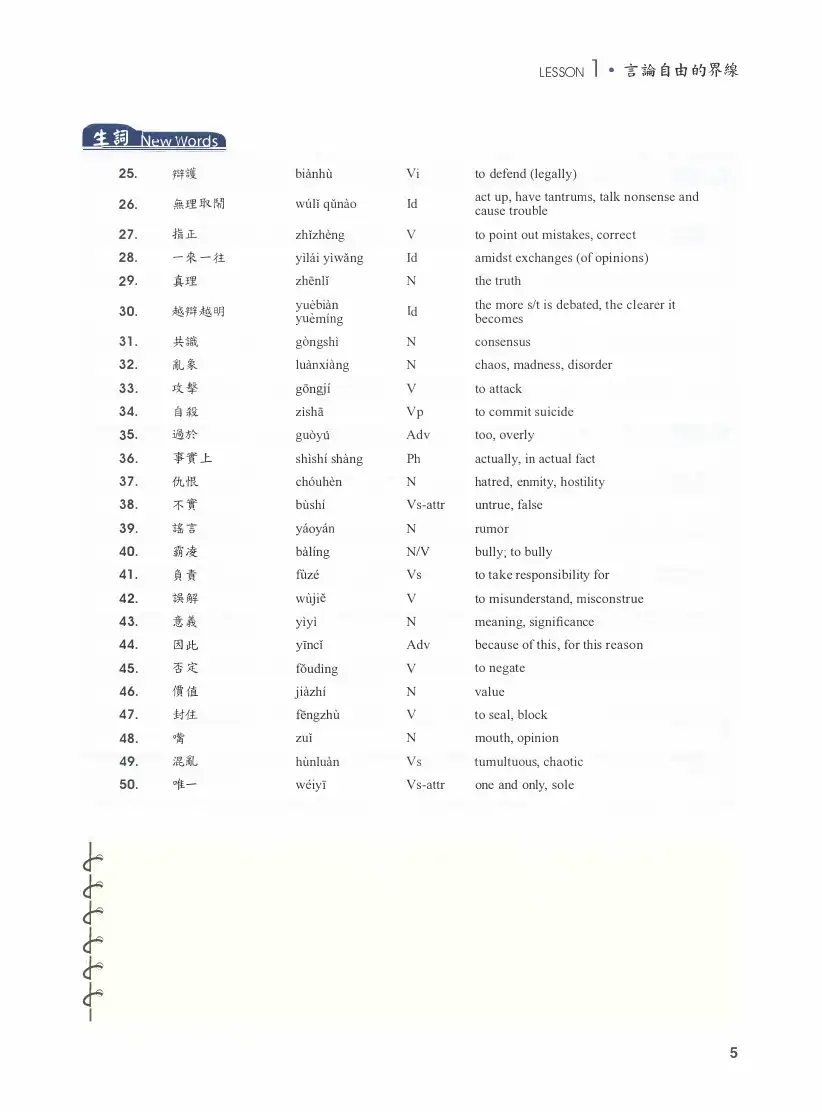 LESSON 1 • 言論自由的界線
生詞 New Words
25. 辯護 biànhù Vi to defend (legally)
26. 無理取鬧 wúlǐ qǔnào Id act up, have tantrums, talk nonsense and
cause trouble
27. 指正 zhǐzhèng V to point out mistakes, correct
28. 一來一往 yìlái yìwǎng Id amidst exchanges (of opinions)
29. 真理 zhēnlǐ N the truth
30. 越辯越明 yuèbiàn yuèmíng Id the more s/t is debated, the clearer it
becomes
31. 共識 gòngshì N consensus
32. 亂象 luànxiàng N chaos, madness, disorder
33. 攻擊 gōngjí V to attack
34. 自殺 zìshā Vp to commit suicide
35. 過於 guòyú Adv too, overly
36. 事實上 shìshí shàng Ph actually, in actual fact
37. 仇恨 chóuhèn N hatred, enmity, hostility
38. 不實 bùshí Vs-attr untrue, false
39. 謠言 yáoyán N rumor
40. 霸凌 bàlíng N/V bully; to bully
41. 負責 fùzé Vs to take responsibility for
42. 誤解 wùjiě V to misunderstand, misconstrue
43. 意義 yìyì N meaning, significance
44. 因此 yīncǐ Adv because of this, for this reason
45. 否定 fǒudìng V to negate
46. 價值 jiàzhí N value
47. 封住 fēngzhù V to seal, block
48. 嘴 zuǐ N mouth, opinion
49. 混亂 hùnluàn Vs tumultuous, chaotic
50. 唯一 wéiyī Vs-attr one and only, sole
5